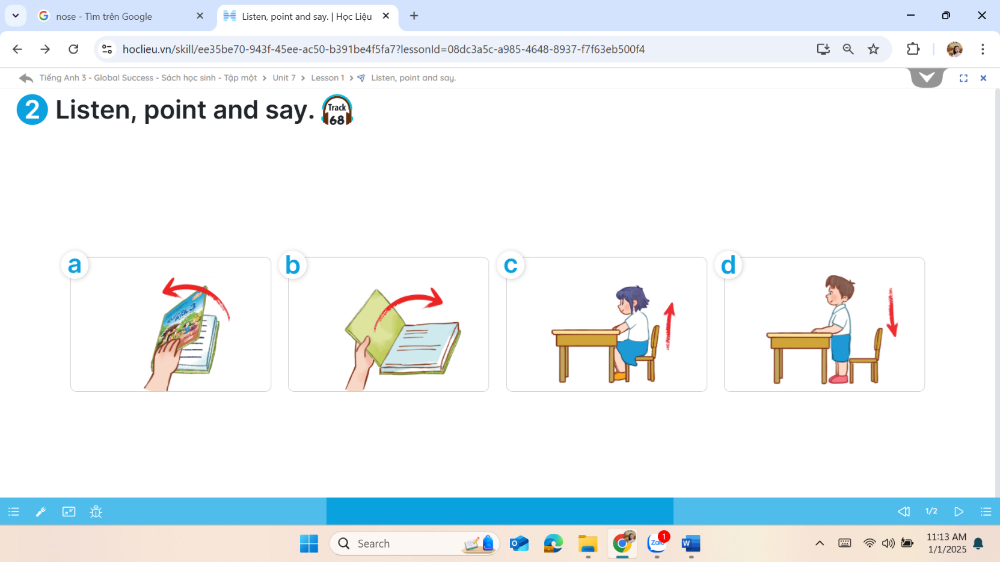 nose - Tìm trên Google
Listen, point and say. | Học Liệu
hoclieu.vn/skill/ee35be70-943f-45ee-ac50-b391be4f5fa7?lessonId=08dc3a5c-a985-4648-8937-f7f63eb500f4
Tiếng Anh 3 - Global Success - Sách học sinh - Tập một > Unit 7 > Lesson 1 > Listen, point and say.
2 Listen, point and say. Track 68
a
b
c
d
1/2
Search
Zalo
1
11:13 AM
1/1/2025